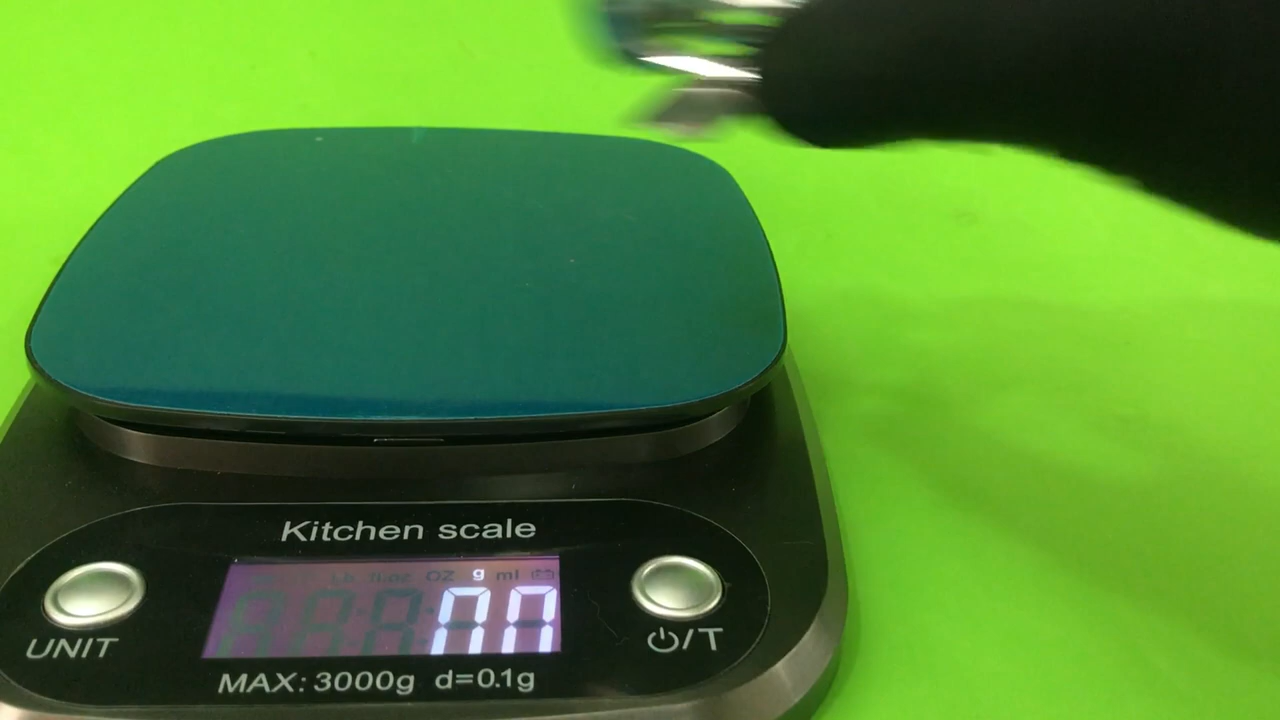 Kitchen scale
Lb fl:oz OZ g ml
UNIT
/T
MAX: 3000g d=0.1g